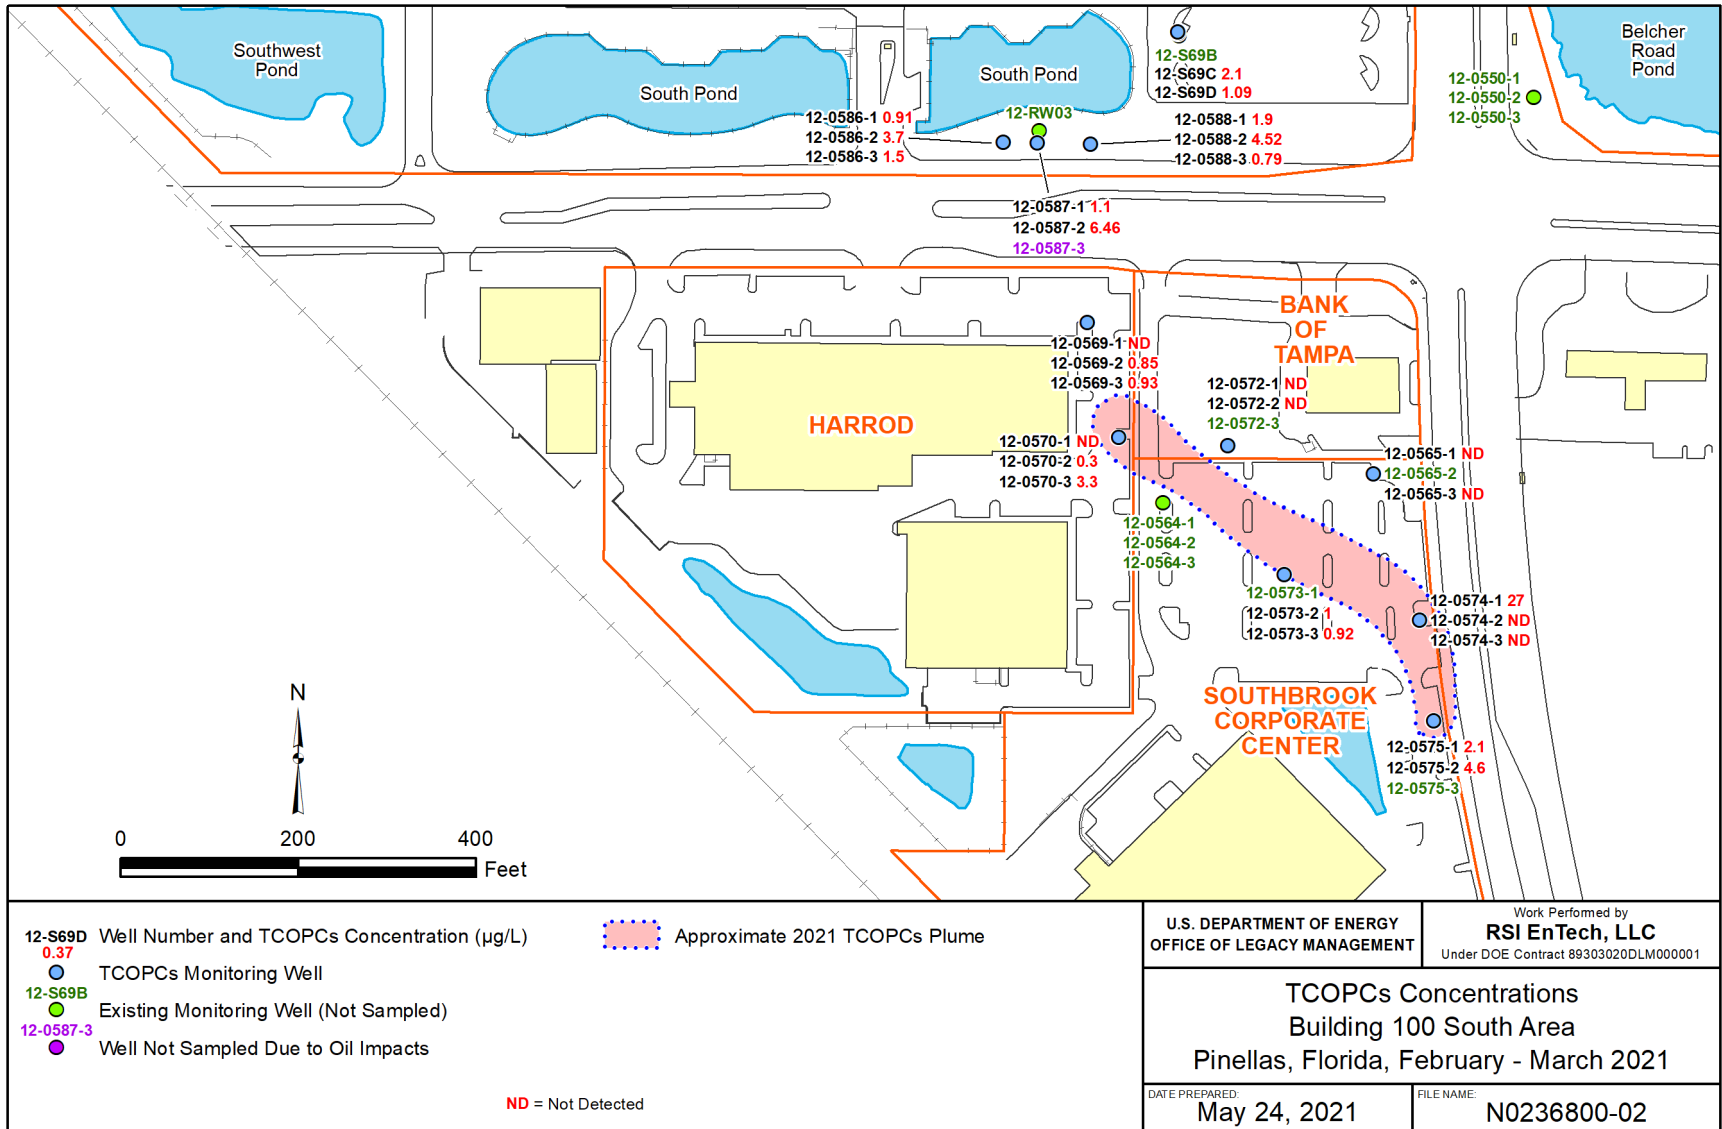 Southwest
Pond
South Pond
South Pond
12-S69B
12-S69C 2.1
12-S69D 1.09
Belcher
Road
Pond
12-0550-1
12-0550-2
12-0550-3
12-0586-1 0.91
12-0586-2 3.7
12-0586-3 1.5
12-RW03
12-0588-1 1.9
12-0588-2 4.52
12-0588-3 0.79
12-0587-1 1.1
12-0587-2 6.46
12-0587-3
BANK
OF
TAMPA
12-0569-1 ND
12-0569-2 0.85
12-0569-3 0.93
12-0572-1 ND
12-0572-2 ND
12-0572-3
HARROD
12-0570-1 ND
12-0570-2 0.3
12-0570-3 3.3
12-0565-1 ND
12-0565-2
12-0565-3 ND
12-0564-1
12-0564-2
12-0564-3
12-0573-1
12-0573-2 1
12-0573-3 0.92
12-0574-1 27
12-0574-2 ND
12-0574-3 ND
SOUTHBROOK
CORPORATE
CENTER
12-0575-1 2.1
12-0575-2 4.6
12-0575-3
N
0 200 400
Feet
12-S69D Well Number and TCOPCs Concentration (µg/L)
0.37
TCOPCs Monitoring Well
12-S69B
Existing Monitoring Well (Not Sampled)
12-0587-3
Well Not Sampled Due to Oil Impacts
Approximate 2021 TCOPCs Plume
ND = Not Detected
U.S. DEPARTMENT OF ENERGY
OFFICE OF LEGACY MANAGEMENT
Work Performed by
RSI EnTech, LLC
Under DOE Contract 89303020DLM000001
TCOPCs Concentrations
Building 100 South Area
Pinellas, Florida, February - March 2021
DATE PREPARED:
May 24, 2021
FILE NAME:
N0236800-02